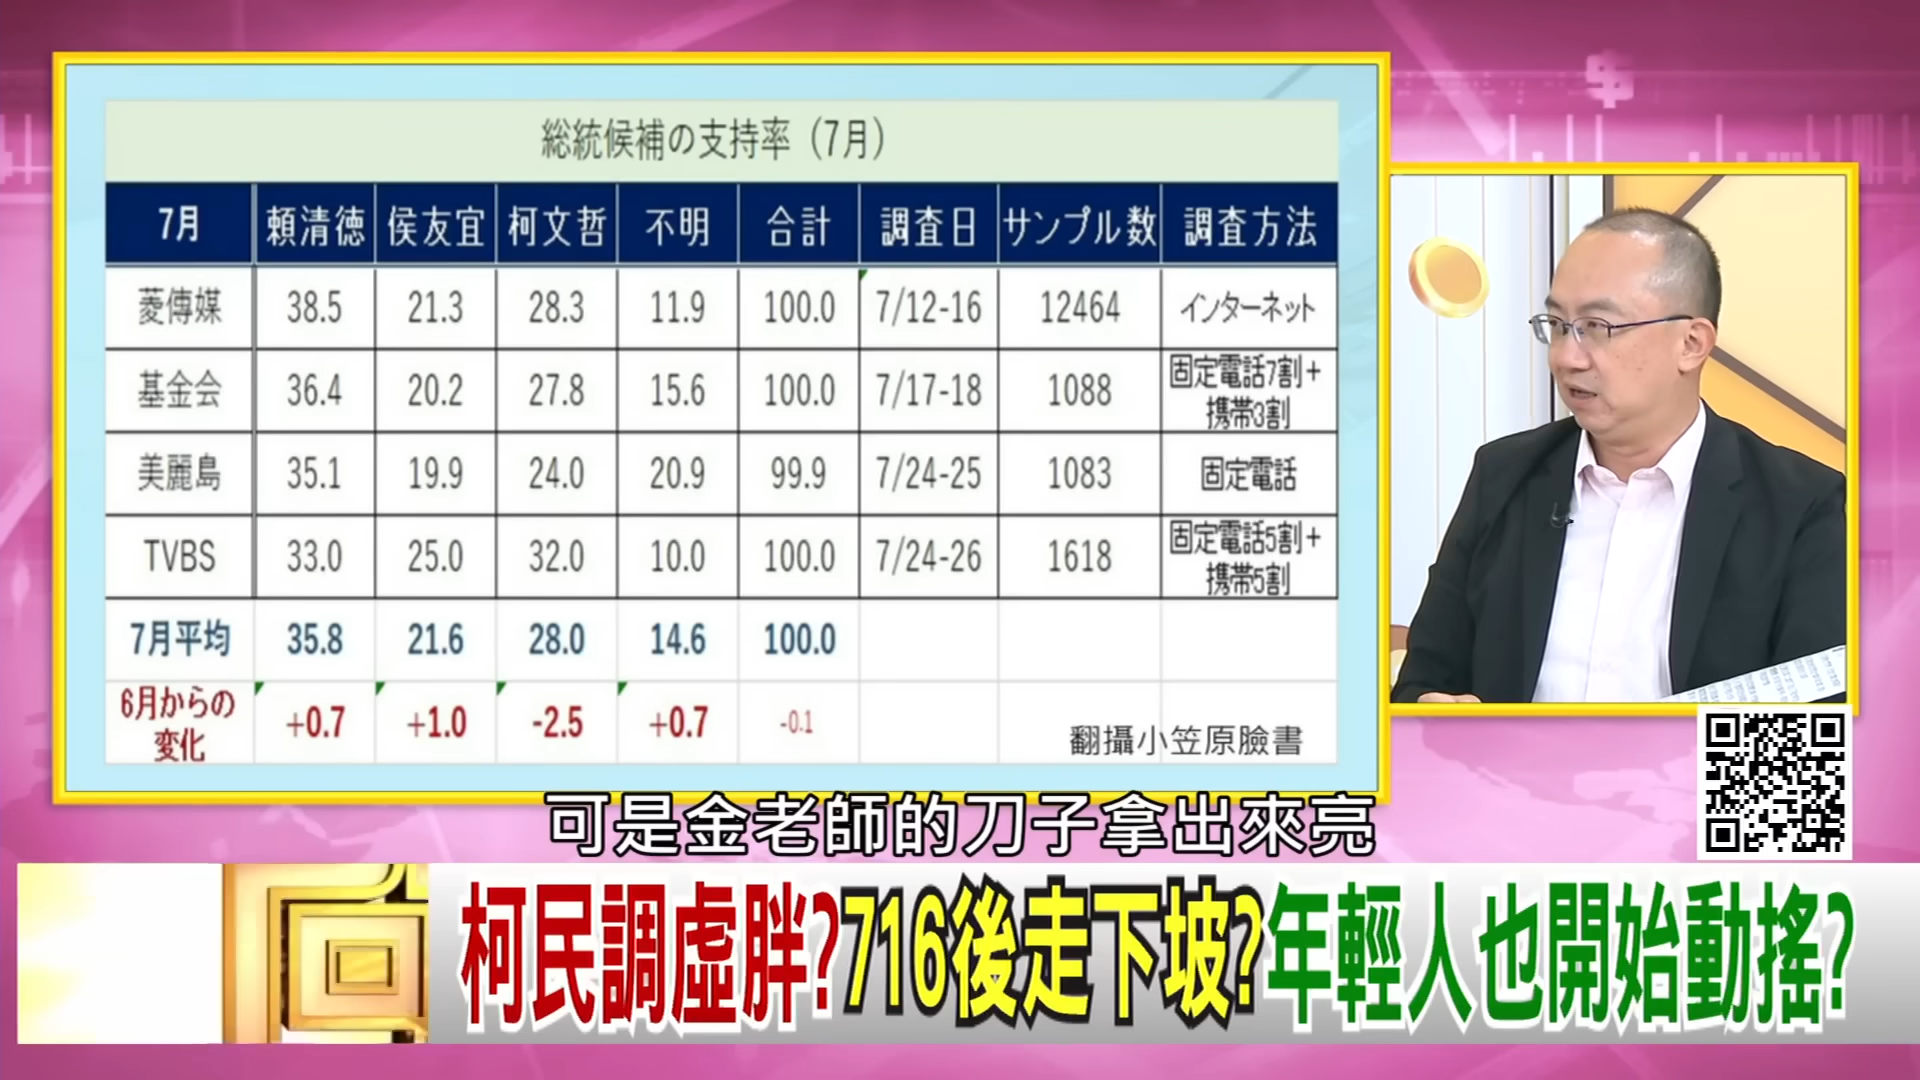 総統候補の支持率（7月）
7月 頼清徳 侯友宜 柯文哲 不明 合計 調査日 サンプル数 調査方法
菱傳媒 38.5 21.3 28.3 11.9 100.0 7/12-16 12464 インターネット
基金会 36.4 20.2 27.8 15.6 100.0 7/17-18 1088 固定電話7割＋
携帯3割
美麗島 35.1 19.9 24.0 20.9 99.9 7/24-25 1083 固定電話
TVBS 33.0 25.0 32.0 10.0 100.0 7/24-26 1618 固定電話5割＋
携帯5割
7月平均 35.8 21.6 28.0 14.6 100.0
6月からの
変化 +0.7 +1.0 -2.5 +0.7 -0.1
翻攝小笠原臉書
可是金老師的刀子拿出來亮
柯民調虛胖?716後走下坡?年輕人也開始動搖?